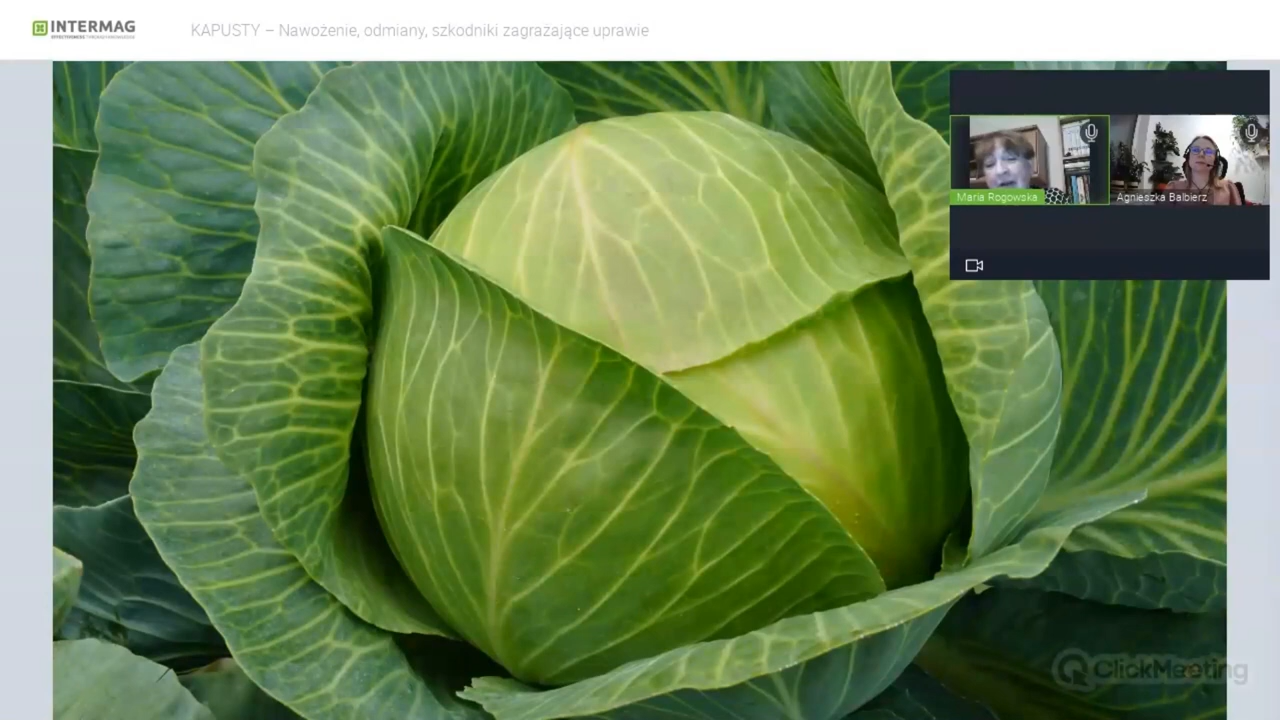 INTERMAG
KAPUSTY – Nawożenie, odmiany, szkodniki zagrażające uprawie
Maria Rogowska
Agnieszka Balbierz
ClickMeeting